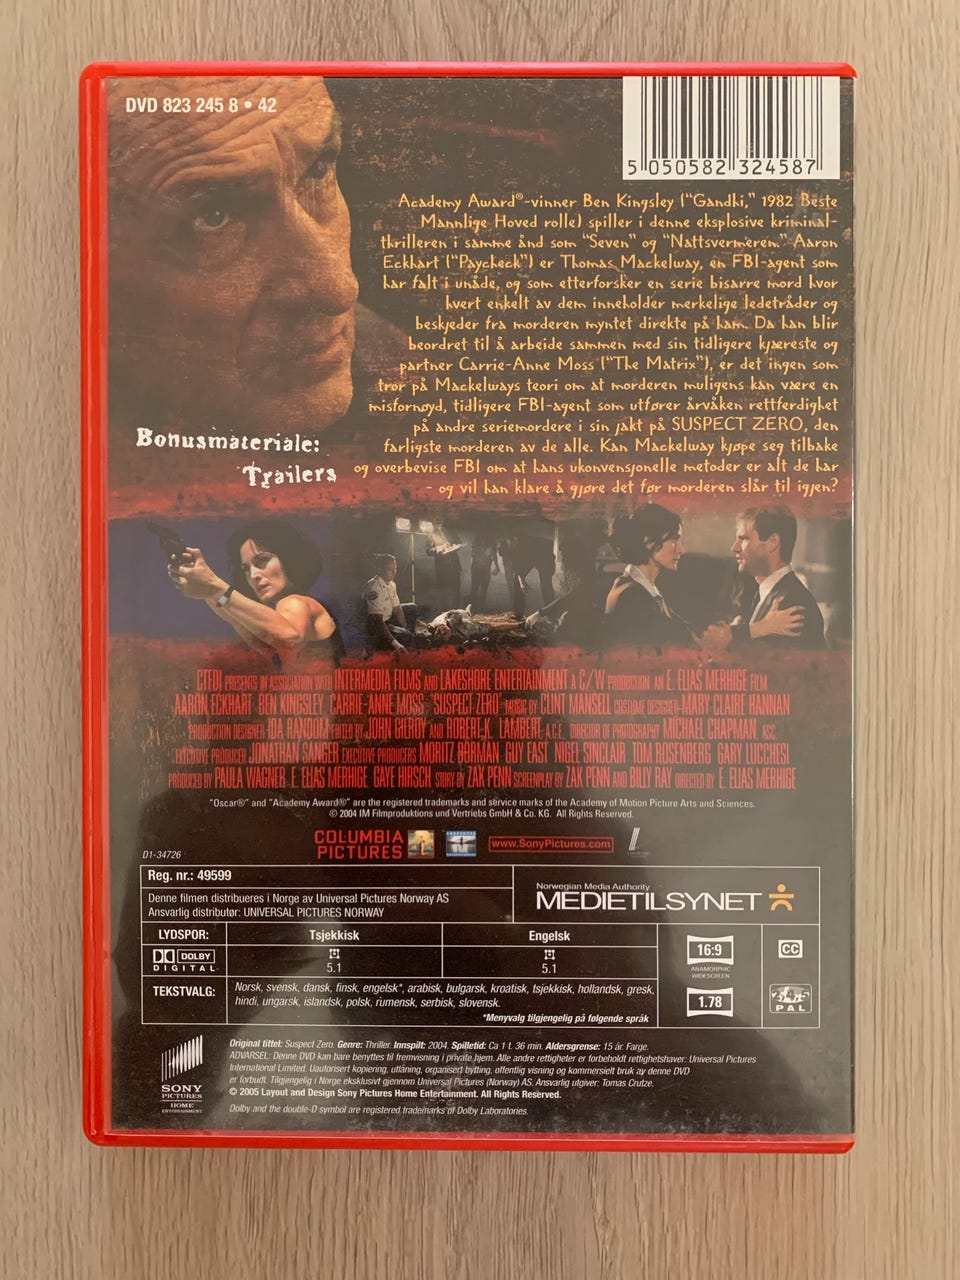 DVD 823 245 8 • 42
5 050582 324587
Academy Award®-vinner Ben Kingsley ("Gandhi," 1982 Beste
Mannlige Hoved rolle) spiller i denne eksplosive kriminal-
thrilleren i samme ånd som "Seven" og "Nattsvermeren." Aaron
Eckhart ("Paycheck") er Thomas Mackelway, en FBI-agent som
har falt i unåde, og som etterforsker en serie bisarre mord hvor
hvert enkelt av dem inneholder merkelige ledetråder og
beskjeder fra morderen myntet direkte på ham. Da han blir
beordret til å arbeide sammen med sin tidligere kjæreste og
partner Carrie-Anne Moss ("The Matrix"), er det ingen som
tror på Mackelways teori om at morderen muligens kan være en
misfornøyd, tidligere FBI-agent som utfører årvåken rettferdighet
på andre seriemordere i sin jakt på SUSPECT ZERO, den
farligste morderen av de alle. Kan Mackelway kjøpe seg tilbake
og overbevise FBI om at hans ukonvensjonelle metoder er alt de har
- og vil han klare å gjøre det før morderen slår til igjen?
Bonusmateriale:
Trailers
CTEDI PRESENTS IN ASSOCIATION WITH INTERMEDIA FILMS AND LAKESHORE ENTERTAINMENT A C/W PRODUCTION AN E. ELIAS MERHIGE FILM
AARON ECKHART BEN KINGSLEY CARRIE-ANNE MOSS "SUSPECT ZERO" MUSIC BY CLINT MANSELL COSTUME DESIGNER MARY CLAIRE HANNAN
PRODUCTION DESIGNER IDA RANDOM EDITED BY JOHN GILROY AND ROBERT K. LAMBERT, A.C.E. DIRECTOR OF PHOTOGRAPHY MICHAEL CHAPMAN, ASC.
EXECUTIVE PRODUCER JONATHAN SANGER EXECUTIVE PRODUCERS MORITZ BORMAN GUY EAST NIGEL SINCLAIR TOM ROSENBERG GARY LUCCHESI
PRODUCED BY PAULA WAGNER E. ELIAS MERHIGE GAYE HIRSCH STORY BY ZAK PENN SCREENPLAY BY ZAK PENN AND BILLY RAY DIRECTED BY E. ELIAS MERHIGE
"Oscar®" and "Academy Award®" are the registered trademarks and service marks of the Academy of Motion Picture Arts and Sciences.
© 2004 IM Filmproduktions und Vertriebs GmbH & Co. KG. All Rights Reserved.
COLUMBIA
PICTURES
www.SonyPictures.com
D1-34726
Reg. nr.: 49599
Denne filmen distribueres i Norge av Universal Pictures Norway AS
Ansvarlig distributør: UNIVERSAL PICTURES NORWAY
Norwegian Media Authority
MEDIETILSYNET
LYDSPOR:
Tsjekkisk
Engelsk
DOLBY
DIGITAL
5.1
5.1
TEKSTVALG:
Norsk, svensk, dansk, finsk, engelsk*, arabisk, bulgarsk, kroatisk, tsjekkisk, hollandsk, gresk,
hindi, ungarsk, islandsk, polsk, rumensk, serbisk, slovensk.
*Menyvalg tilgjengelig på følgende språk
16:9
ANAMORPHIC
WIDESCREEN
1.78
CC
PAL
SONY
PICTURES
HOME
ENTERTAINMENT
Original tittel: Suspect Zero. Genre: Thriller. Innspilt: 2004. Spilletid: Ca 1 t. 36 min. Aldersgrense: 15 år. Farge.
ADVARSEL: Denne DVD kan bare benyttes til fremvisning i private hjem. Alle andre rettigheter er forbeholdt rettighetshaver: Universal Pictures
International Limited. Uautorisert kopiering, utlåning, organisert bytting, offentlig visning og kommersielt bruk av denne DVD
er forbudt. Tilgjengelig i Norge eksklusivt gjennom Universal Pictures (Norway) AS. Ansvarlig utgiver: Tomas Crutze.
© 2005 Layout and Design Sony Pictures Home Entertainment. All Rights Reserved.
Dolby and the double-D symbol are registered trademarks of Dolby Laboratories.